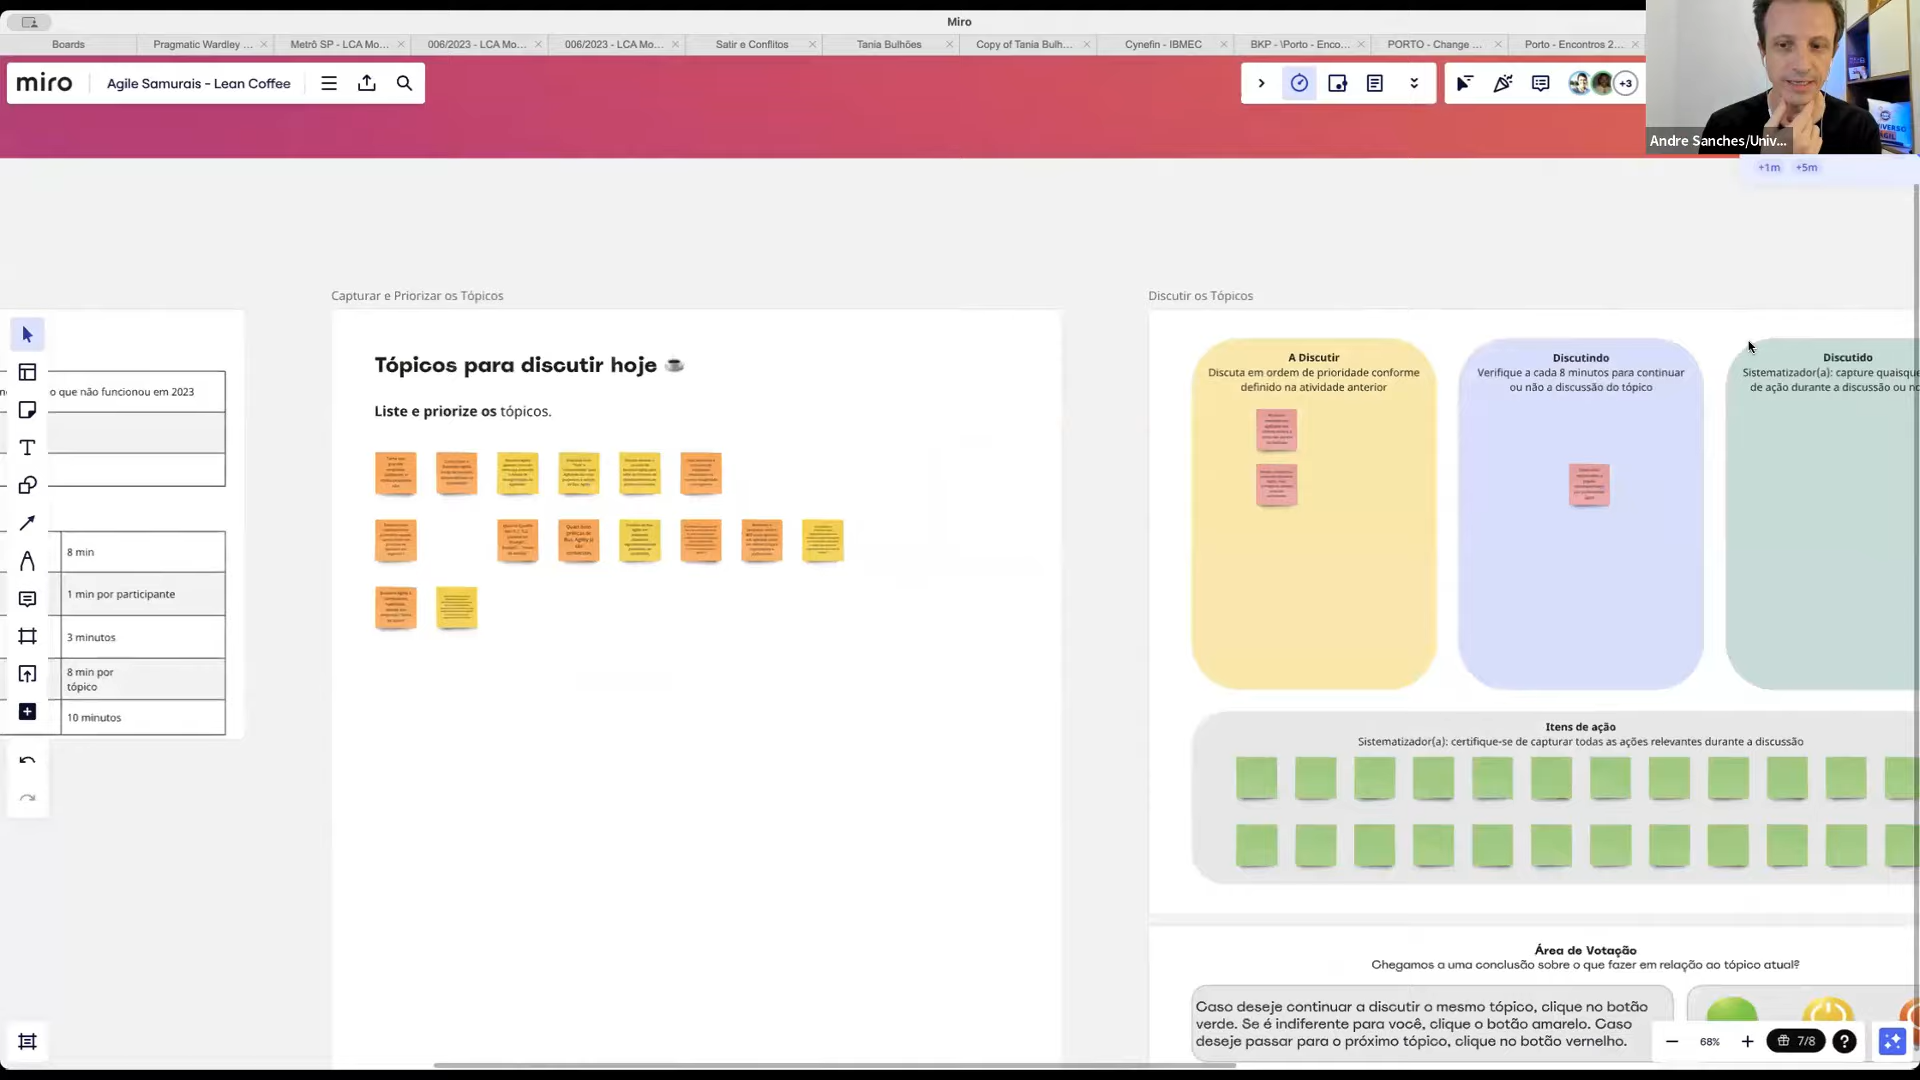 Miro
Boards
Pragmatic Wardley ...
Metrô SP - LCA Mo...
006/2023 - LCA Mo...
006/2023 - LCA Mo...
Satir e Conflitos
Tania Bulhões
Copy of Tania Bulh...
Cynefin - IBMEC
BKP - \Porto - Enco...
PORTO - Change ...
Porto - Encontros 2...
miro
Agile Samurais - Lean Coffee
+3
Andre Sanches/Univ...
+1m +5m
o que não funcionou em 2023
8 min
1 min por participante
3 minutos
8 min por
tópico
10 minutos
Capturar e Priorizar os Tópicos
Tópicos para discutir hoje
Liste e priorize os tópicos.
Discutir os Tópicos
A Discutir
Discuta em ordem de prioridade conforme
definido na atividade anterior
Discutindo
Verifique a cada 8 minutos para continuar
ou não a discussão do tópico
Discutido
Sistematizador(a): capture quaisque
de ação durante a discussão ou no
Itens de ação
Sistematizador(a): certifique-se de capturar todas as ações relevantes durante a discussão
Área de Votação
Chegamos a uma conclusão sobre o que fazer em relação ao tópico atual?
Caso deseje continuar a discutir o mesmo tópico, clique no botão
verde. Se é indiferente para você, clique o botão amarelo. Caso
deseje passar para o próximo tópico, clique no botão vermelho.
68%
7/8